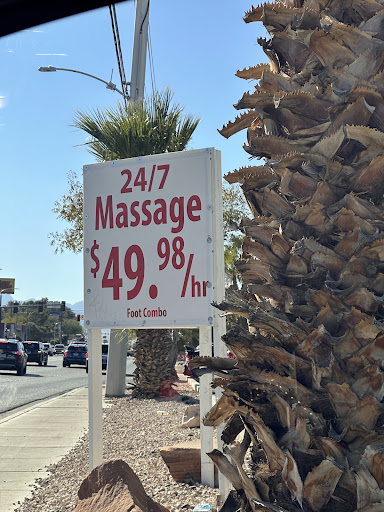 24/7
Massage
$49.98/hr
Foot Combo